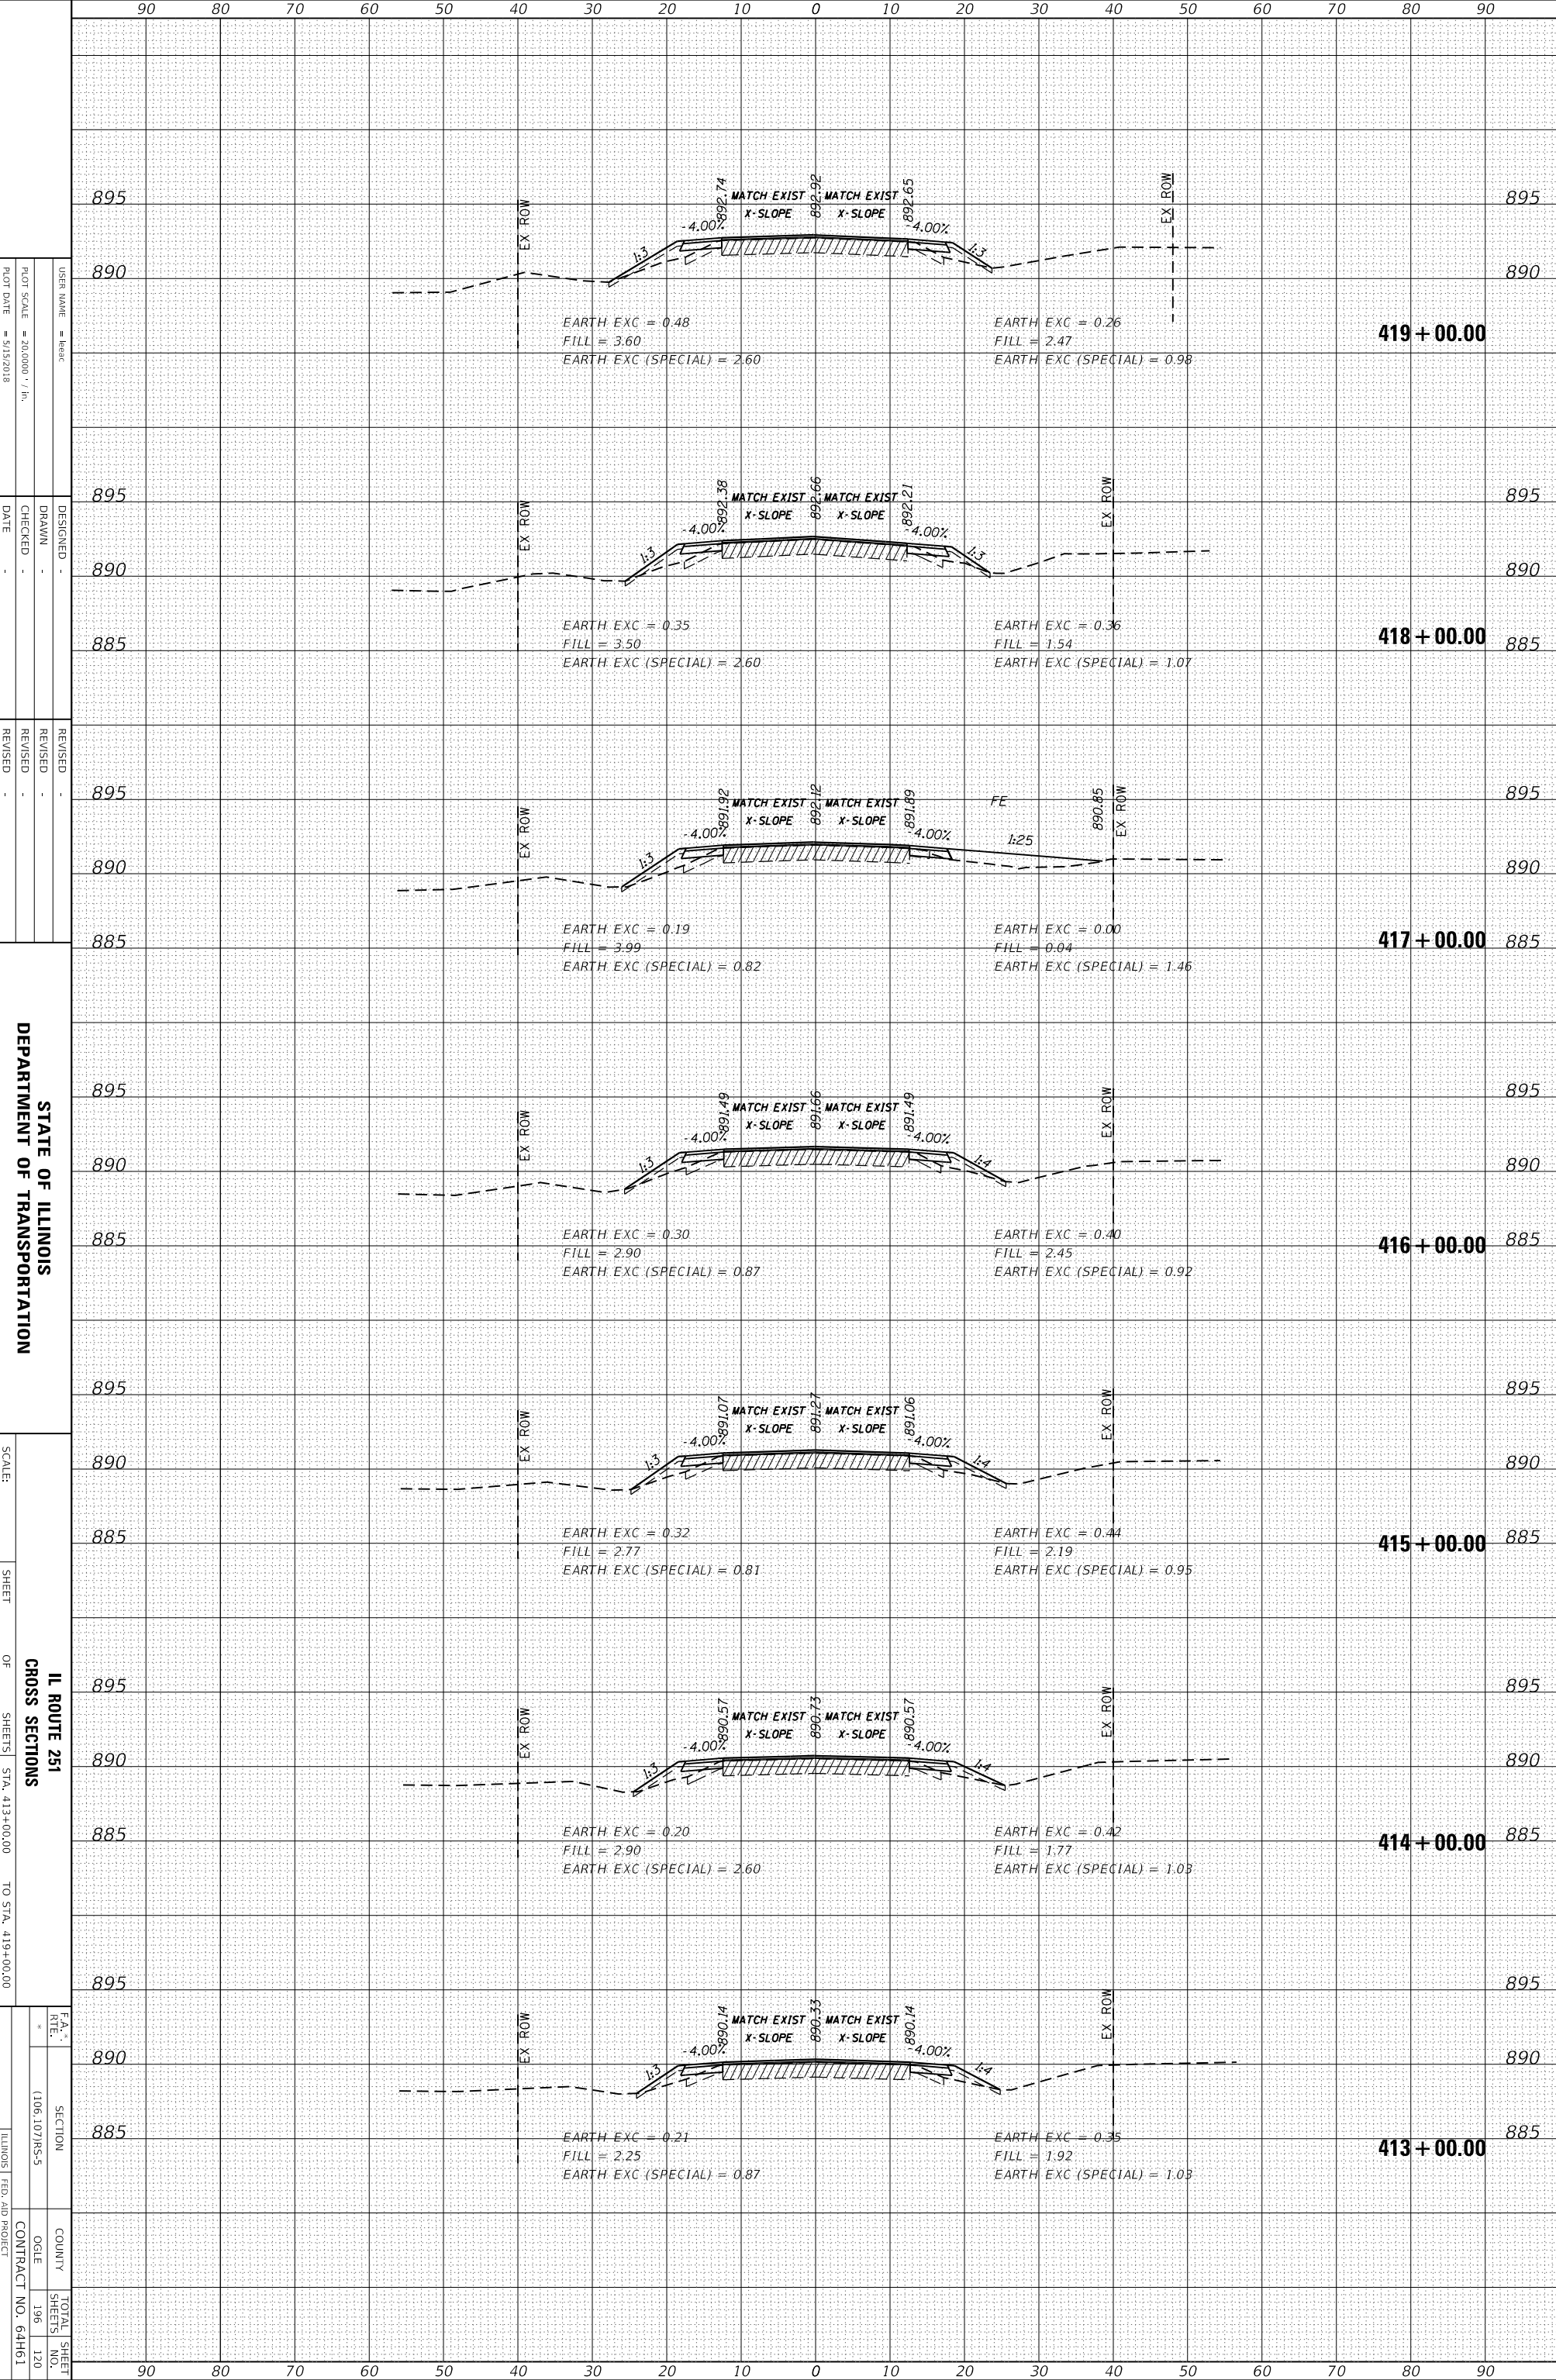 90 80 70 60 50 40 30 20 10 0 10 20 30 40 50 60 70 80 90
895 895
890 890
EX ROW
-4.00%
1:3
892.74
MATCH EXIST
X-SLOPE
892.92
MATCH EXIST
X-SLOPE
892.65
-4.00%
1:3
EX ROW
EARTH EXC = 0.48
FILL = 3.60
EARTH EXC (SPECIAL) = 2.60
EARTH EXC = 0.26
FILL = 2.47
EARTH EXC (SPECIAL) = 0.98
419+00.00
895 895
890 890
885 885
EX ROW
-4.00%
1:3
892.38
MATCH EXIST
X-SLOPE
892.66
MATCH EXIST
X-SLOPE
892.21
-4.00%
1:3
EX ROW
EARTH EXC = 0.35
FILL = 3.50
EARTH EXC (SPECIAL) = 2.60
EARTH EXC = 0.36
FILL = 1.54
EARTH EXC (SPECIAL) = 1.07
418+00.00
895 895
890 890
885 885
EX ROW
-4.00%
1:3
891.92
MATCH EXIST
X-SLOPE
892.12
MATCH EXIST
X-SLOPE
891.89
-4.00%
FE
1:25
890.85
EX ROW
EARTH EXC = 0.19
FILL = 3.99
EARTH EXC (SPECIAL) = 0.82
EARTH EXC = 0.00
FILL = 0.04
EARTH EXC (SPECIAL) = 1.46
417+00.00
895 895
890 890
885 885
EX ROW
-4.00%
1:3
891.49
MATCH EXIST
X-SLOPE
891.66
MATCH EXIST
X-SLOPE
891.49
-4.00%
1:4
EX ROW
EARTH EXC = 0.30
FILL = 2.90
EARTH EXC (SPECIAL) = 0.87
EARTH EXC = 0.40
FILL = 2.45
EARTH EXC (SPECIAL) = 0.92
416+00.00
895 895
890 890
885 885
EX ROW
-4.00%
1:3
891.07
MATCH EXIST
X-SLOPE
891.27
MATCH EXIST
X-SLOPE
891.06
-4.00%
1:4
EX ROW
EARTH EXC = 0.32
FILL = 2.77
EARTH EXC (SPECIAL) = 0.81
EARTH EXC = 0.44
FILL = 2.19
EARTH EXC (SPECIAL) = 0.95
415+00.00
895 895
890 890
885 885
EX ROW
-4.00%
1:3
890.57
MATCH EXIST
X-SLOPE
890.73
MATCH EXIST
X-SLOPE
890.57
-4.00%
1:4
EX ROW
EARTH EXC = 0.20
FILL = 2.90
EARTH EXC (SPECIAL) = 2.60
EARTH EXC = 0.42
FILL = 1.77
EARTH EXC (SPECIAL) = 1.03
414+00.00
895 895
890 890
885 885
EX ROW
-4.00%
1:3
890.14
MATCH EXIST
X-SLOPE
890.33
MATCH EXIST
X-SLOPE
890.14
-4.00%
1:4
EX ROW
EARTH EXC = 0.21
FILL = 2.25
EARTH EXC (SPECIAL) = 0.87
EARTH EXC = 0.35
FILL = 1.92
EARTH EXC (SPECIAL) = 1.03
413+00.00
90 80 70 60 50 40 30 20 10 0 10 20 30 40 50 60 70 80 90
USER NAME = leeac
PLOT SCALE = 20.0000 ' / in.
PLOT DATE = 5/15/2018
DESIGNED -
DRAWN -
CHECKED -
DATE -
REVISED -
REVISED -
REVISED -
REVISED -
STATE OF ILLINOIS
DEPARTMENT OF TRANSPORTATION
IL ROUTE 251
CROSS SECTIONS
SCALE: SHEET OF SHEETS STA. 413+00.00 TO STA. 419+00.00
F.A.*. RTE.
*
SECTION
(106,107)RS-5
COUNTY
OGLE
TOTAL SHEETS
196
SHEET NO.
120
CONTRACT NO. 64H61
ILLINOIS FED. AID PROJECT